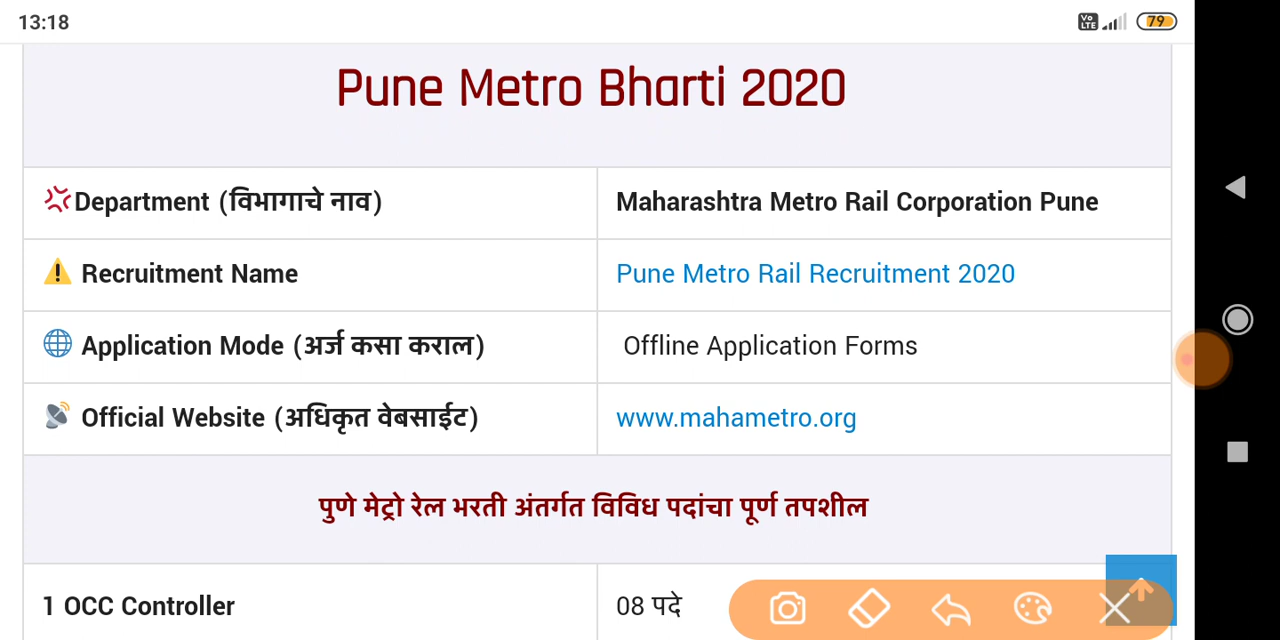 13:18
Vo LTE
79
Pune Metro Bharti 2020
Department (विभागाचे नाव)
Maharashtra Metro Rail Corporation Pune
Recruitment Name
Pune Metro Rail Recruitment 2020
Application Mode (अर्ज कसा कराल)
Offline Application Forms
Official Website (अधिकृत वेबसाईट)
www.mahametro.org
पुणे मेट्रो रेल भरती अंतर्गत विविध पदांचा पूर्ण तपशील
1 OCC Controller
08 पदे